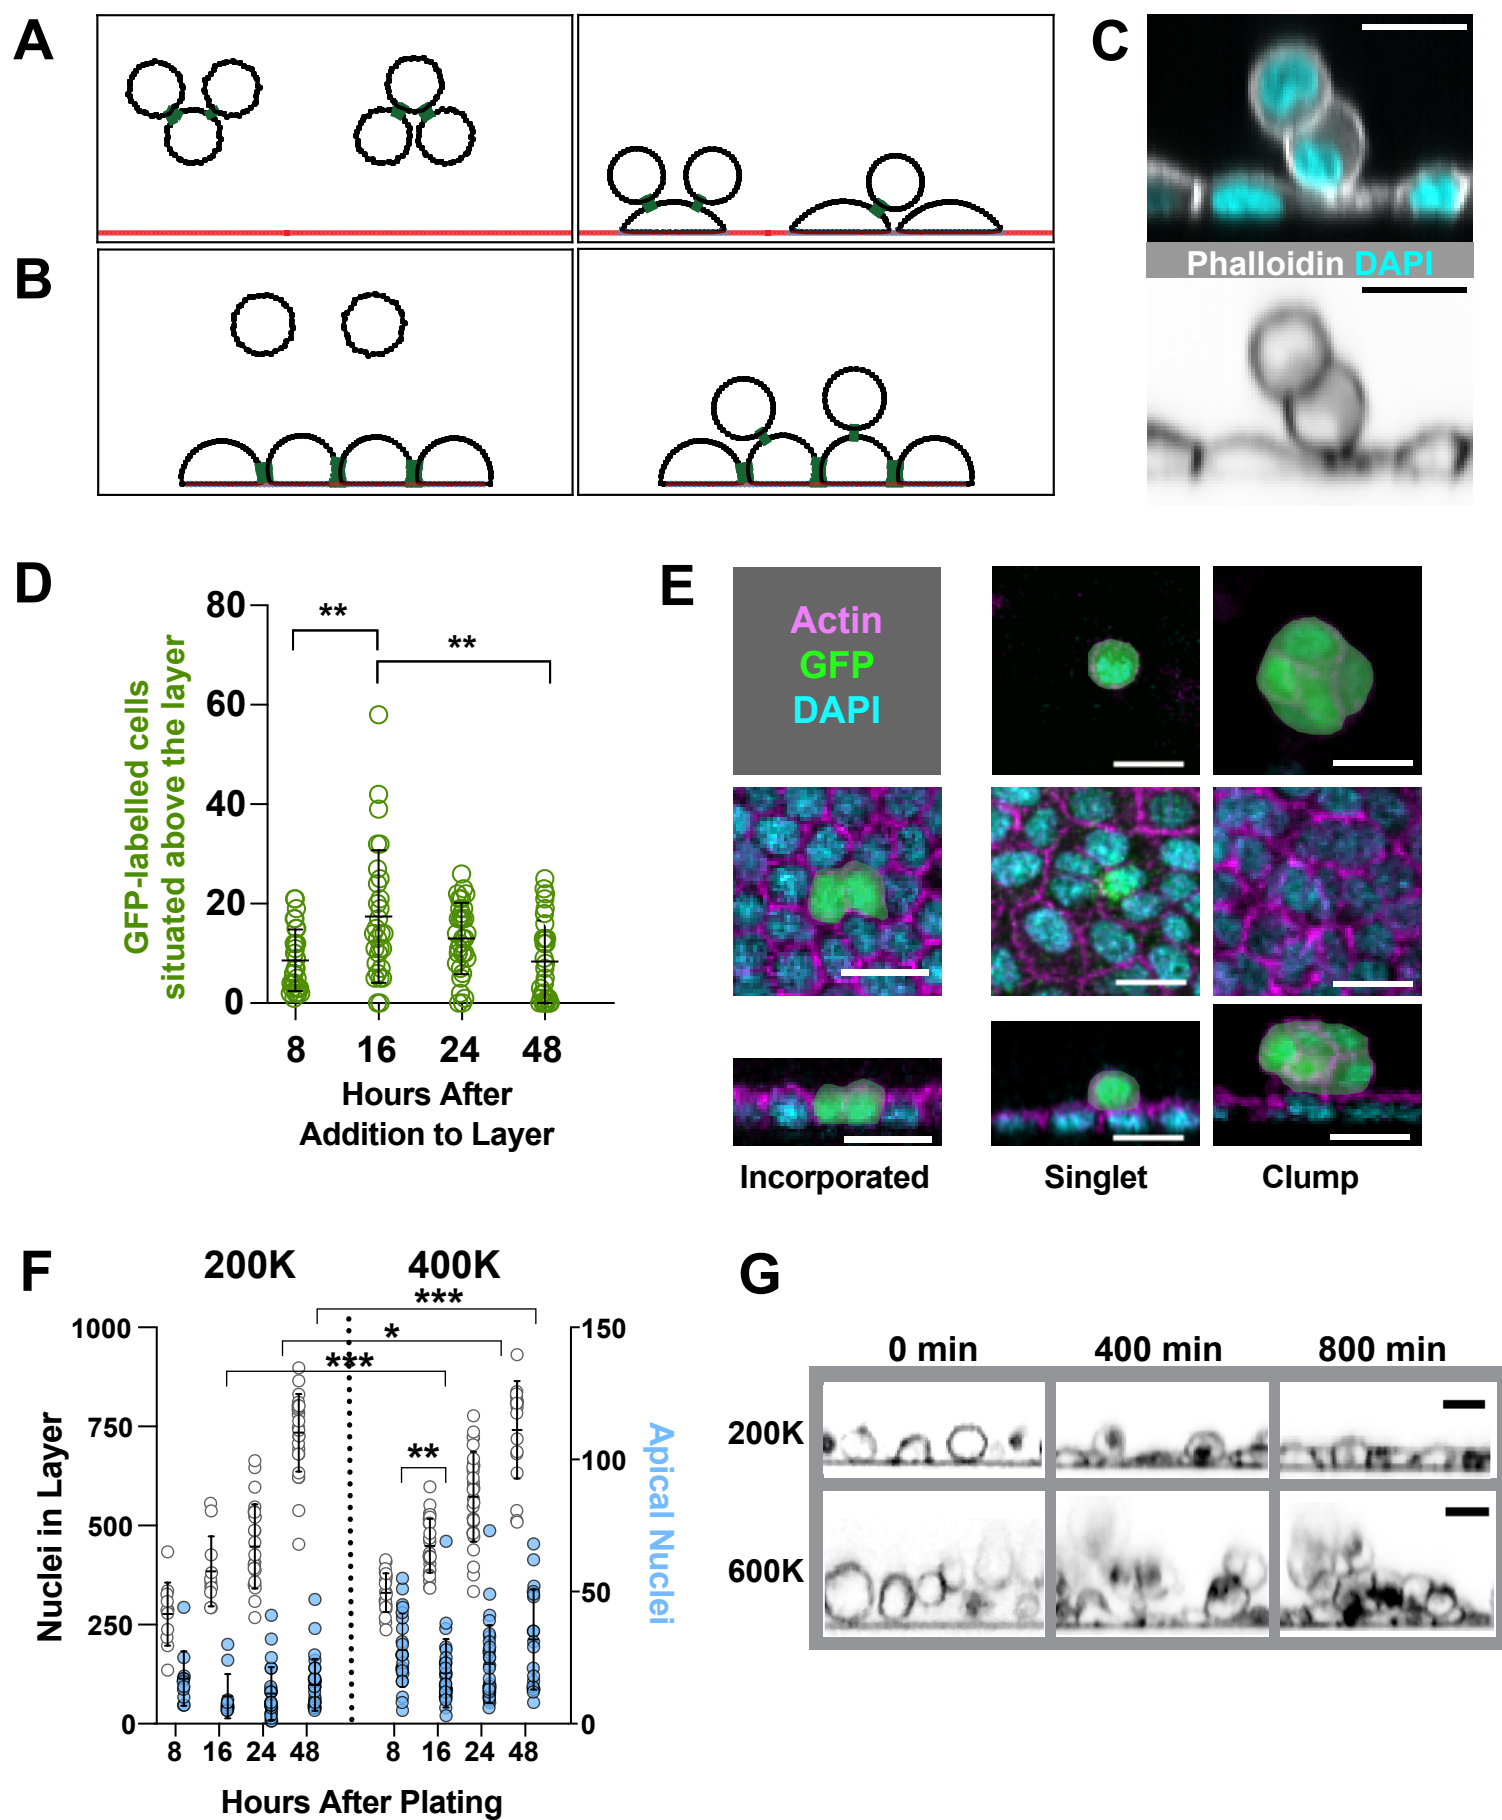 A
B
C
Phalloidin DAPI
D
GFP-labelled cells
situated above the layer
80
60
40
20
0
**
**
8 16 24 48
Hours After
Addition to Layer
E
Actin
GFP
DAPI
Incorporated
Singlet
Clump
F
200K
400K
***
*
***
**
Nuclei in Layer
1000
750
500
250
0
150
100
50
0
Apical Nuclei
8 16 24 48
8 16 24 48
Hours After Plating
G
0 min
400 min
800 min
200K
600K